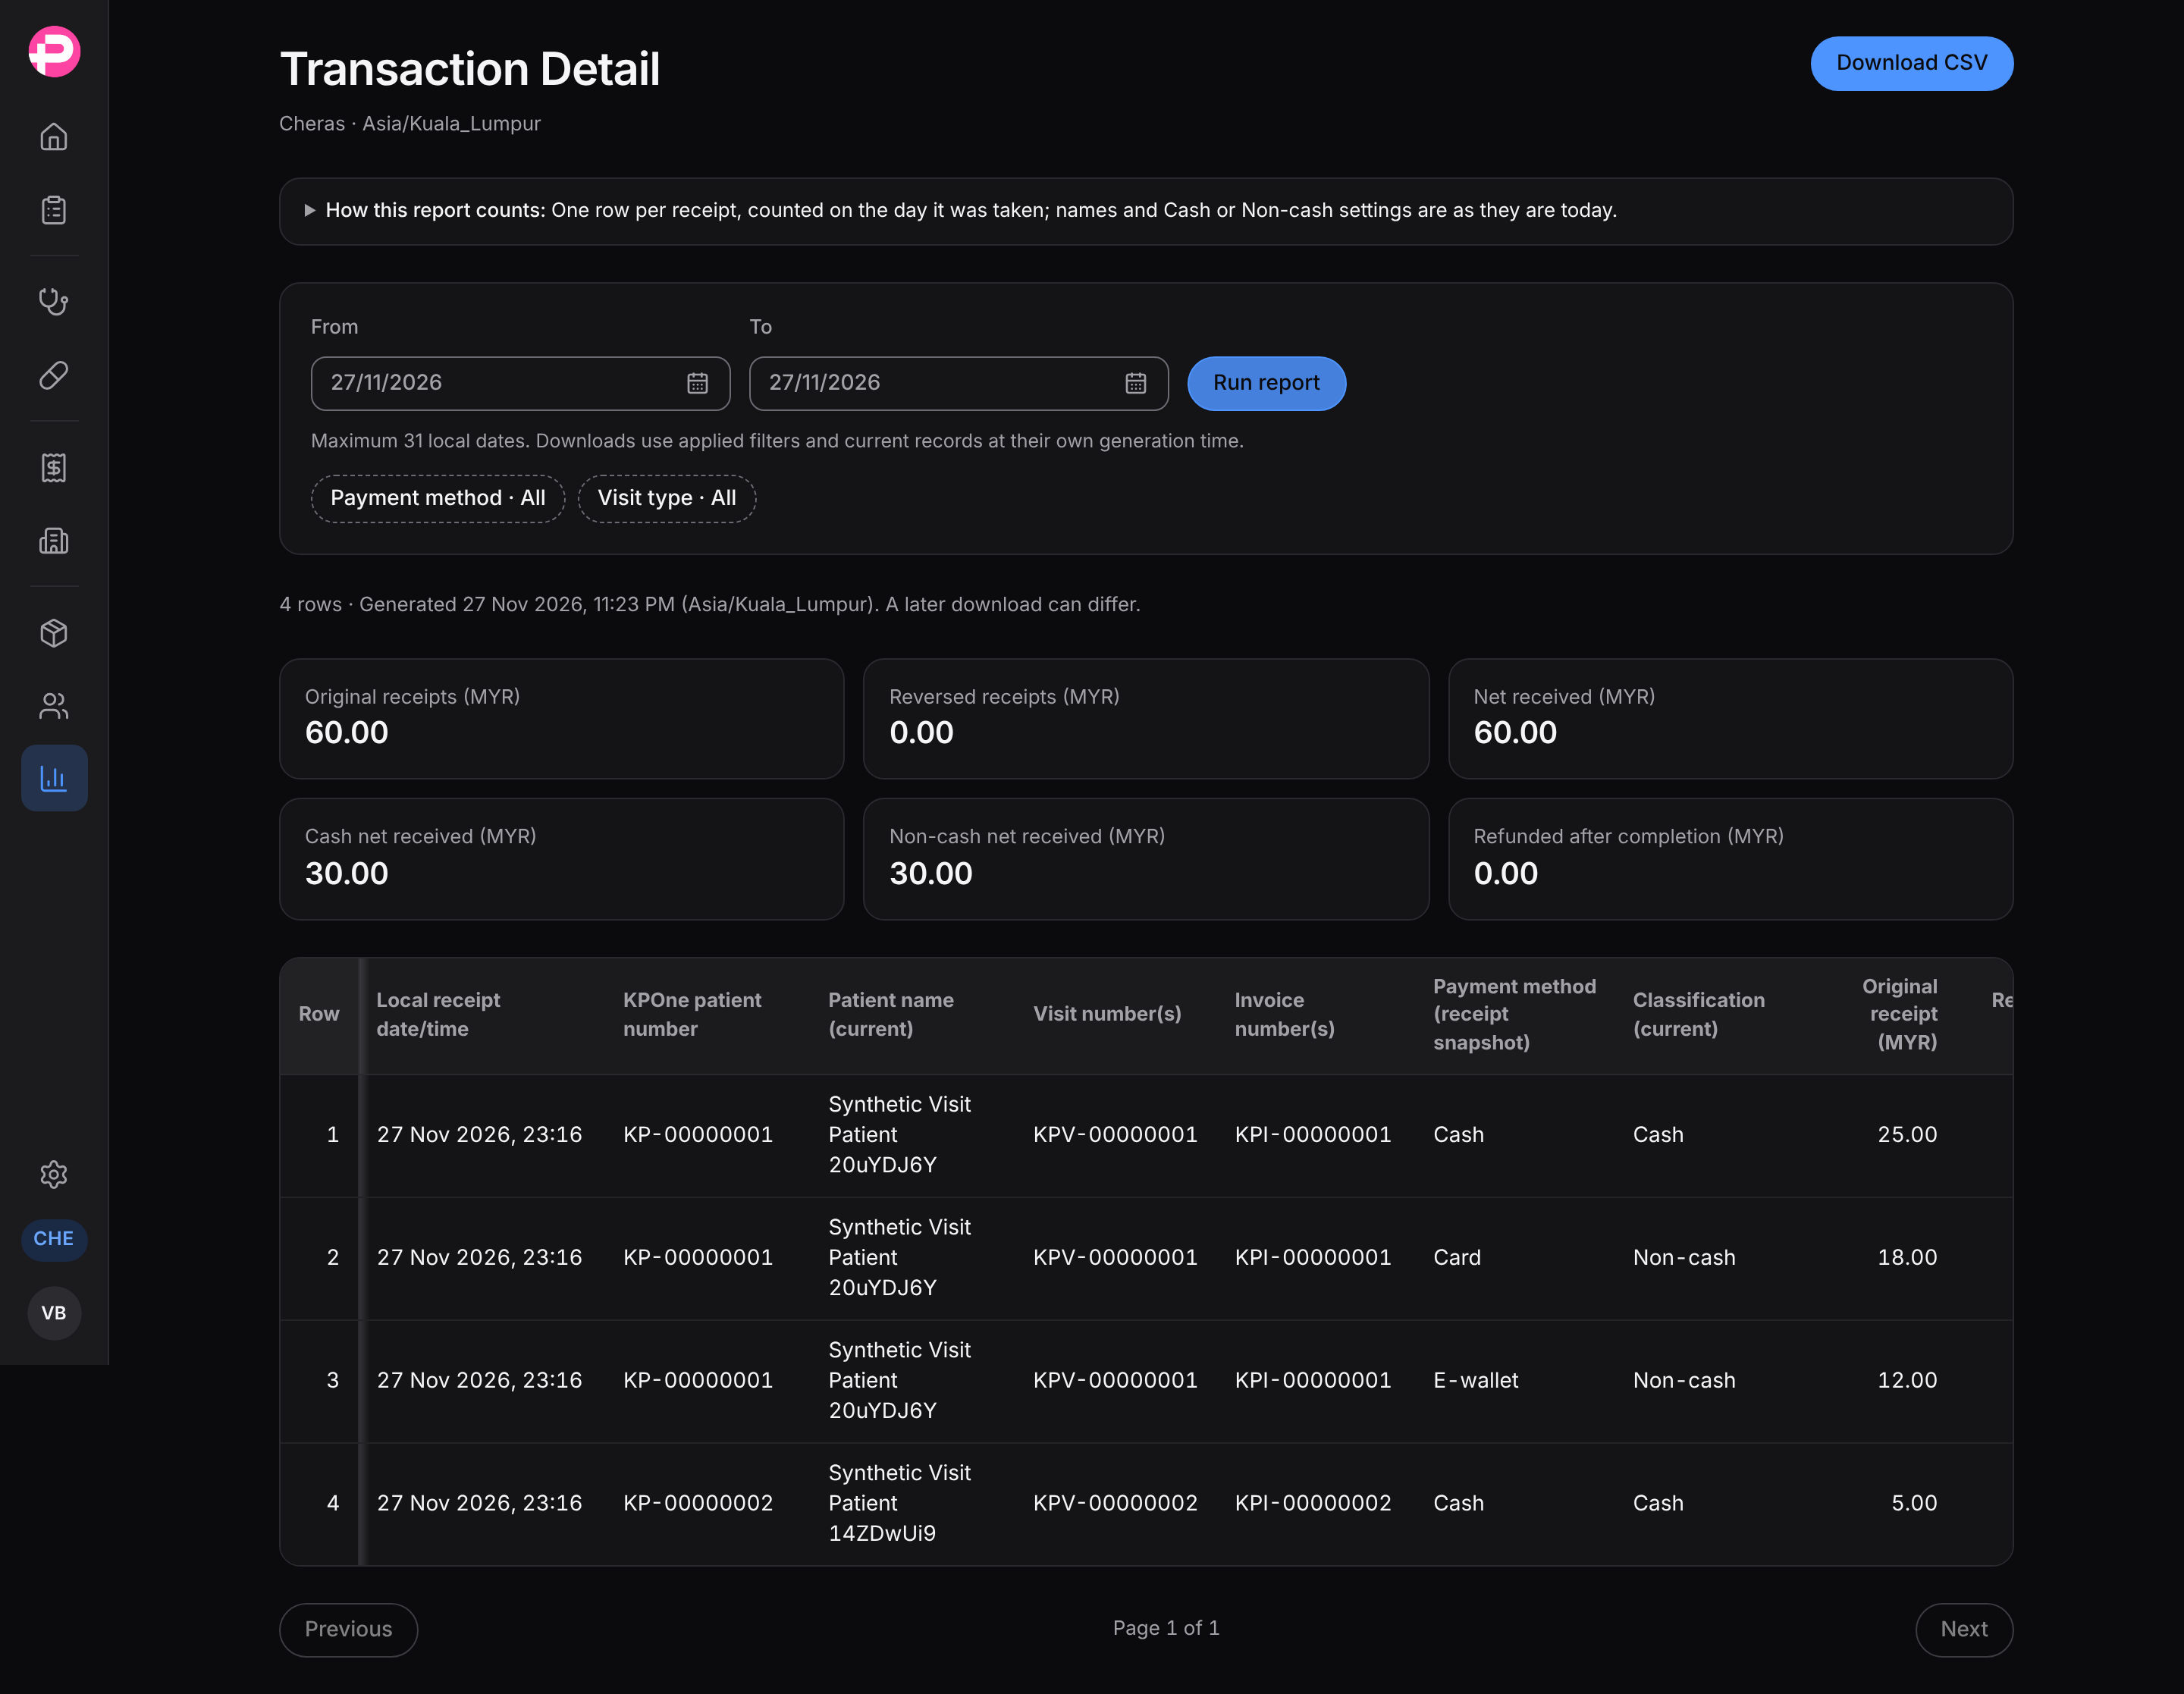 Transaction Detail
Download CSV
Cheras · Asia/Kuala_Lumpur
How this report counts: One row per receipt, counted on the day it was taken; names and Cash or Non-cash settings are as they are today.
From
To
27/11/2026
27/11/2026
Run report
Maximum 31 local dates. Downloads use applied filters and current records at their own generation time.
Payment method · All
Visit type · All
4 rows · Generated 27 Nov 2026, 11:23 PM (Asia/Kuala_Lumpur). A later download can differ.
Original receipts (MYR)
60.00
Reversed receipts (MYR)
0.00
Net received (MYR)
60.00
Cash net received (MYR)
30.00
Non-cash net received (MYR)
30.00
Refunded after completion (MYR)
0.00
Row
Local receipt
date/time
KPOne patient
number
Patient name
(current)
Visit number(s)
Invoice
number(s)
Payment method
(receipt
snapshot)
Classification
(current)
Original
receipt
(MYR)
Re
1
27 Nov 2026, 23:16
KP-00000001
Synthetic Visit
Patient
20uYDJ6Y
KPV-00000001
KPI-00000001
Cash
Cash
25.00
2
27 Nov 2026, 23:16
KP-00000001
Synthetic Visit
Patient
20uYDJ6Y
KPV-00000001
KPI-00000001
Card
Non-cash
18.00
3
27 Nov 2026, 23:16
KP-00000001
Synthetic Visit
Patient
20uYDJ6Y
KPV-00000001
KPI-00000001
E-wallet
Non-cash
12.00
4
27 Nov 2026, 23:16
KP-00000002
Synthetic Visit
Patient
14ZDwUi9
KPV-00000002
KPI-00000002
Cash
Cash
5.00
CHE
VB
Previous
Page 1 of 1
Next